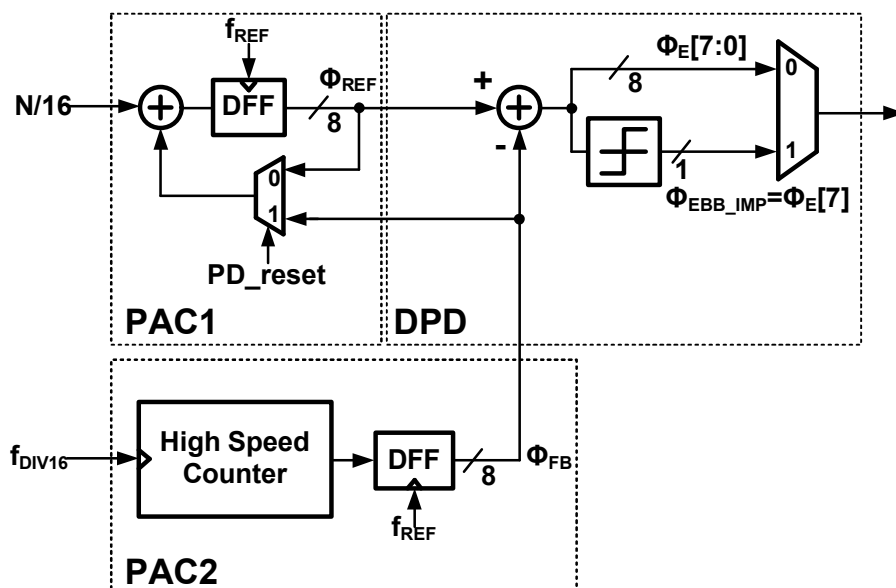 f_REF
N/16
DFF
Φ_REF
8
0
1
PD_reset
PAC1
+
-
Φ_E[7:0]
8
0
1
1
Φ_EBB_IMP=Φ_E[7]
DPD
f_DIV16
High Speed
Counter
DFF
8
Φ_FB
f_REF
PAC2